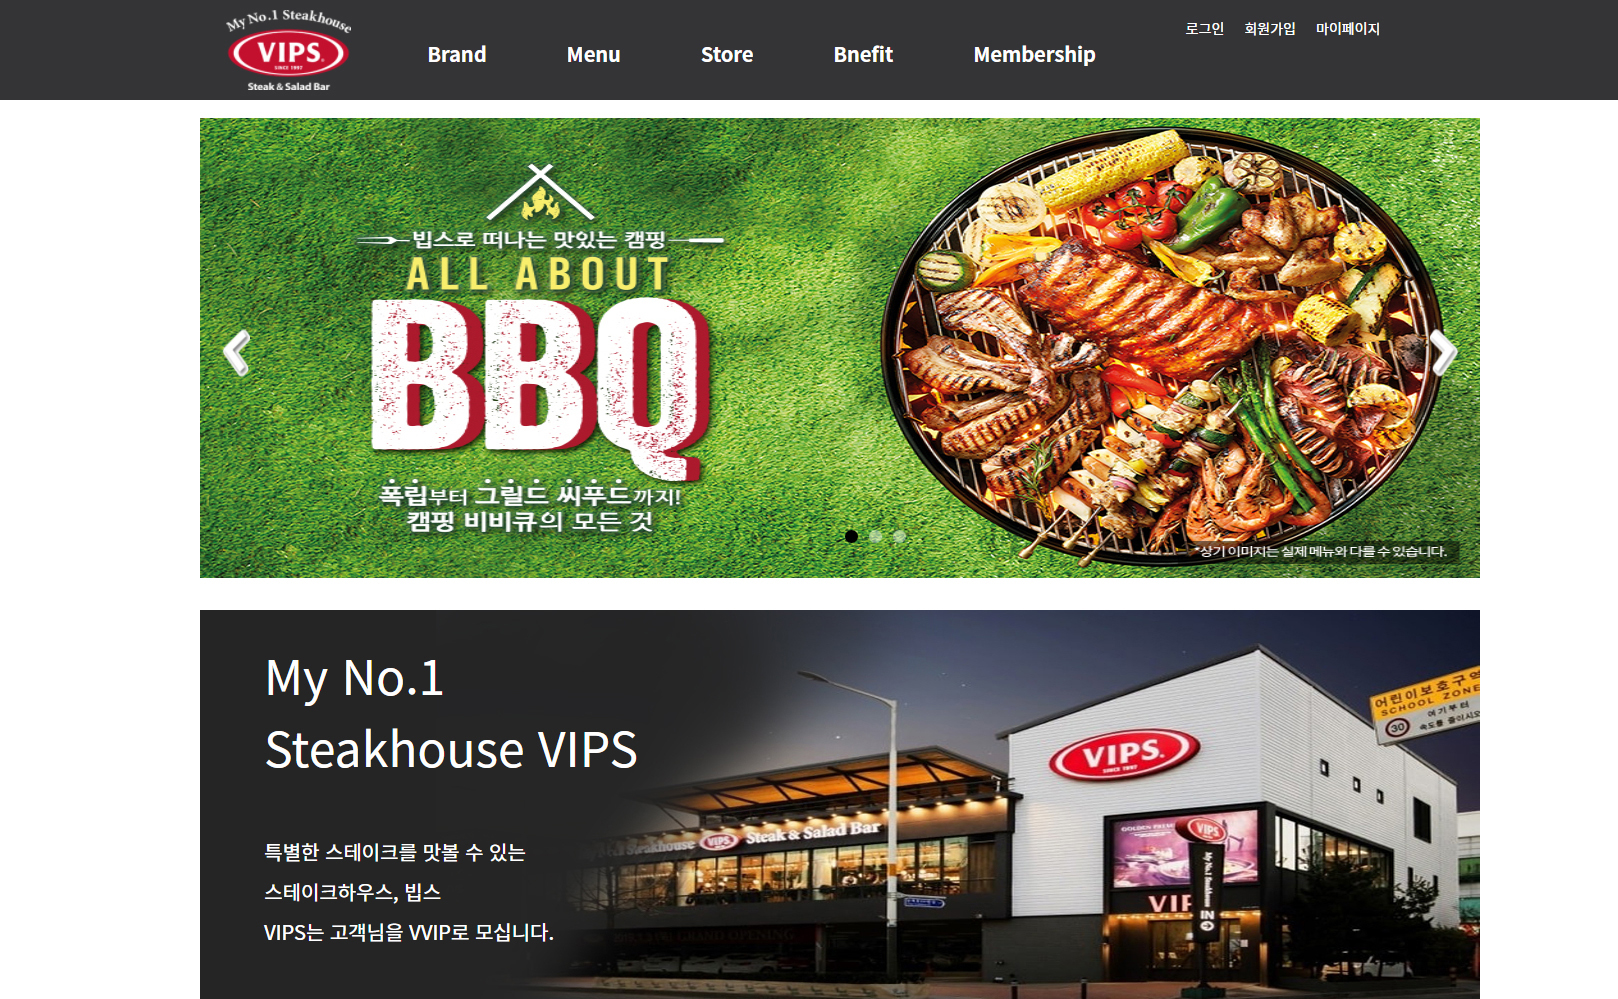 My No.1 Steakhouse
VIPS.
SINCE 1997
Steak & Salad Bar
Brand
Menu
Store
Bnefit
Membership
로그인
회원가입
마이페이지
빕스로 떠나는 맛있는 캠핑
ALL ABOUT
BBQ
폭립부터 그릴드 씨푸드까지!
캠핑 비비큐의 모든 것
*상기 이미지는 실제 메뉴와 다를 수 있습니다.
My No.1
Steakhouse VIPS
특별한 스테이크를 맛볼 수 있는
스테이크하우스, 빕스
VIPS는 고객님을 VVIP로 모십니다.
VIPS.
SINCE 1997
어린이보호구역
SCHOOL ZONE
여기부터
30
속도를 줄이시오
Steakhouse VIPS Steak & Salad Bar
VIPS
My No.1 Steakhouse
GRAND OPENING